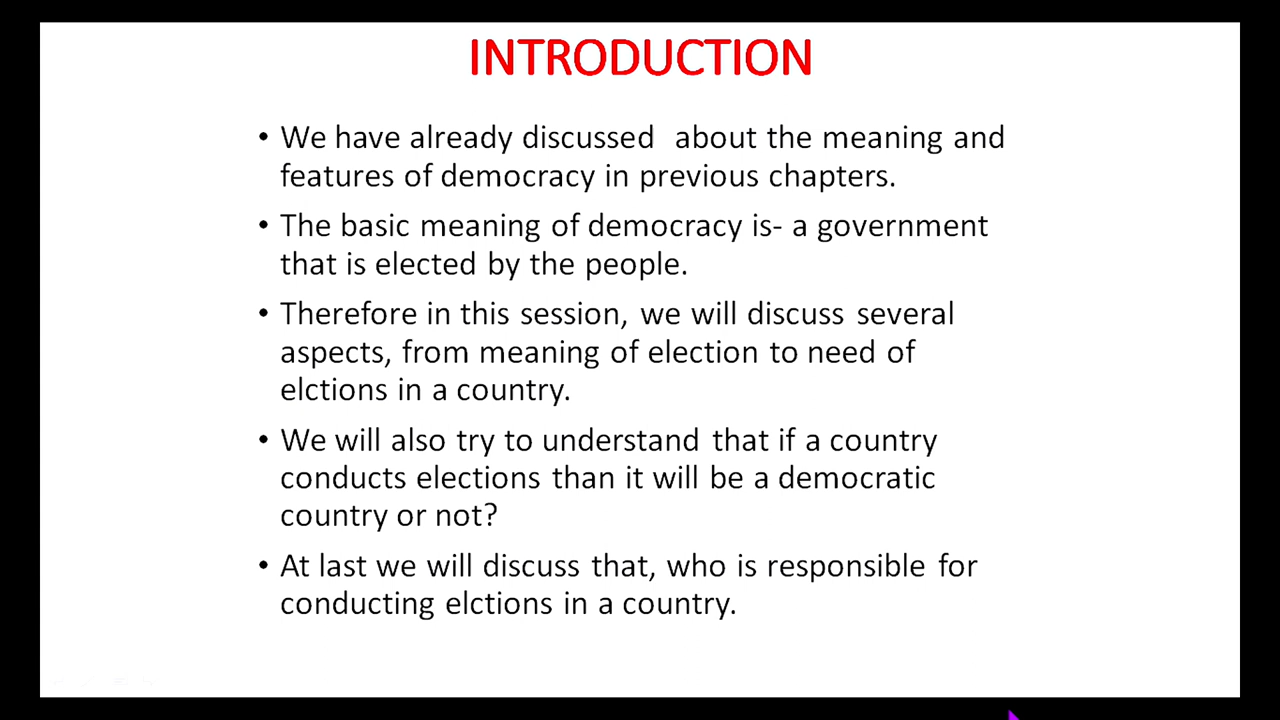 INTRODUCTION
• We have already discussed  about the meaning and
features of democracy in previous chapters.
• The basic meaning of democracy is- a government
that is elected by the people.
• Therefore in this session, we will discuss several
aspects, from meaning of election to need of
elctions in a country.
• We will also try to understand that if a country
conducts elections than it will be a democratic
country or not?
• At last we will discuss that, who is responsible for
conducting elctions in a country.